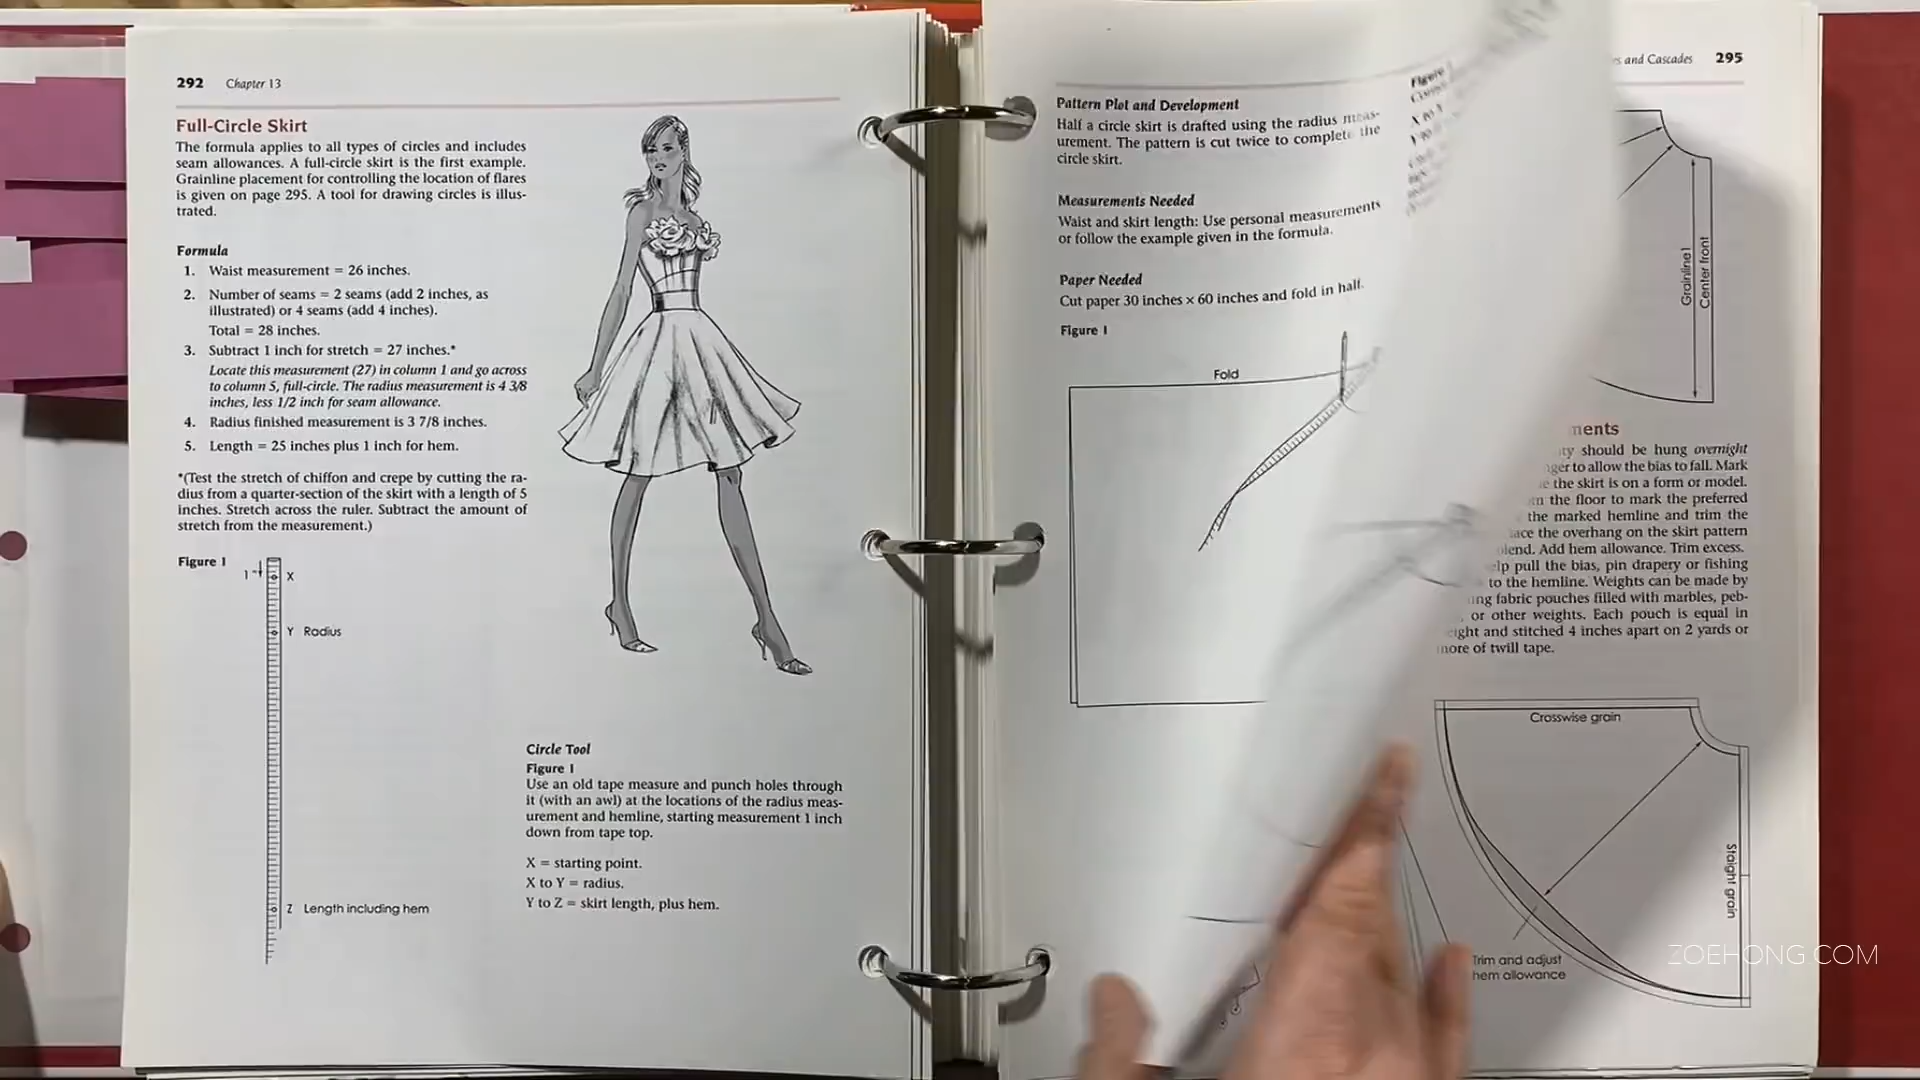 292 Chapter 13
Full-Circle Skirt
The formula applies to all types of circles and includes
seam allowances. A full-circle skirt is the first example.
Grainline placement for controlling the location of flares
is given on page 295. A tool for drawing circles is illus-
trated.
Formula
1. Waist measurement = 26 inches.
2. Number of seams = 2 seams (add 2 inches, as
illustrated) or 4 seams (add 4 inches).
Total = 28 inches.
3. Subtract 1 inch for stretch = 27 inches.*
Locate this measurement (27) in column 1 and go across
to column 5, full-circle. The radius measurement is 4 3/8
inches, less 1/2 inch for seam allowance.
4. Radius finished measurement is 3 7/8 inches.
5. Length = 25 inches plus 1 inch for hem.
*(Test the stretch of chiffon and crepe by cutting the ra-
dius from a quarter-section of the skirt with a length of 5
inches. Stretch across the ruler. Subtract the amount of
stretch from the measurement.)
Figure 1
1
X
Y Radius
Z Length including hem
Circle Tool
Figure 1
Use an old tape measure and punch holes through
it (with an awl) at the locations of the radius meas-
urement and hemline, starting measurement 1 inch
down from tape top.
X = starting point.
X to Y = radius.
Y to Z = skirt length, plus hem.
Pattern Plot and Development
Half a circle skirt is drafted using the radius meas-
urement. The pattern is cut twice to complete the
circle skirt.
Measurements Needed
Waist and skirt length: Use personal measurements
or follow the example given in the formula.
Paper Needed
Cut paper 30 inches × 60 inches and fold in half.
Figure 1
Fold
Figure
X to Y
and Cascades 295
Grainline 1
Center front
should be hung overnight
to allow the bias to fall. Mark
the skirt is on a form or model.
the floor to mark the preferred
the marked hemline and trim the
the overhang on the skirt pattern
Add hem allowance. Trim excess.
pull the bias, pin drapery or fishing
to the hemline. Weights can be made by
fabric pouches filled with marbles, peb-
or other weights. Each pouch is equal in
and stitched 4 inches apart on 2 yards or
more of twill tape.
Crosswise grain
Staight grain
Trim and adjust
hem allowance
ZOEHONG.COM